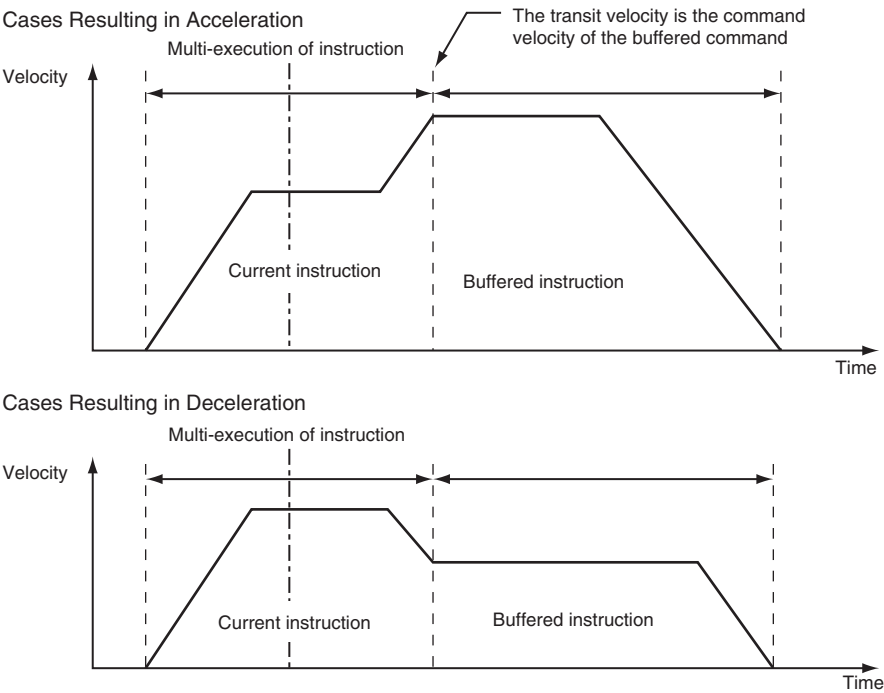 Cases Resulting in Acceleration
The transit velocity is the command
velocity of the buffered command
Multi-execution of instruction
Velocity
Current instruction
Buffered instruction
Time
Cases Resulting in Deceleration
Multi-execution of instruction
Velocity
Current instruction
Buffered instruction
Time